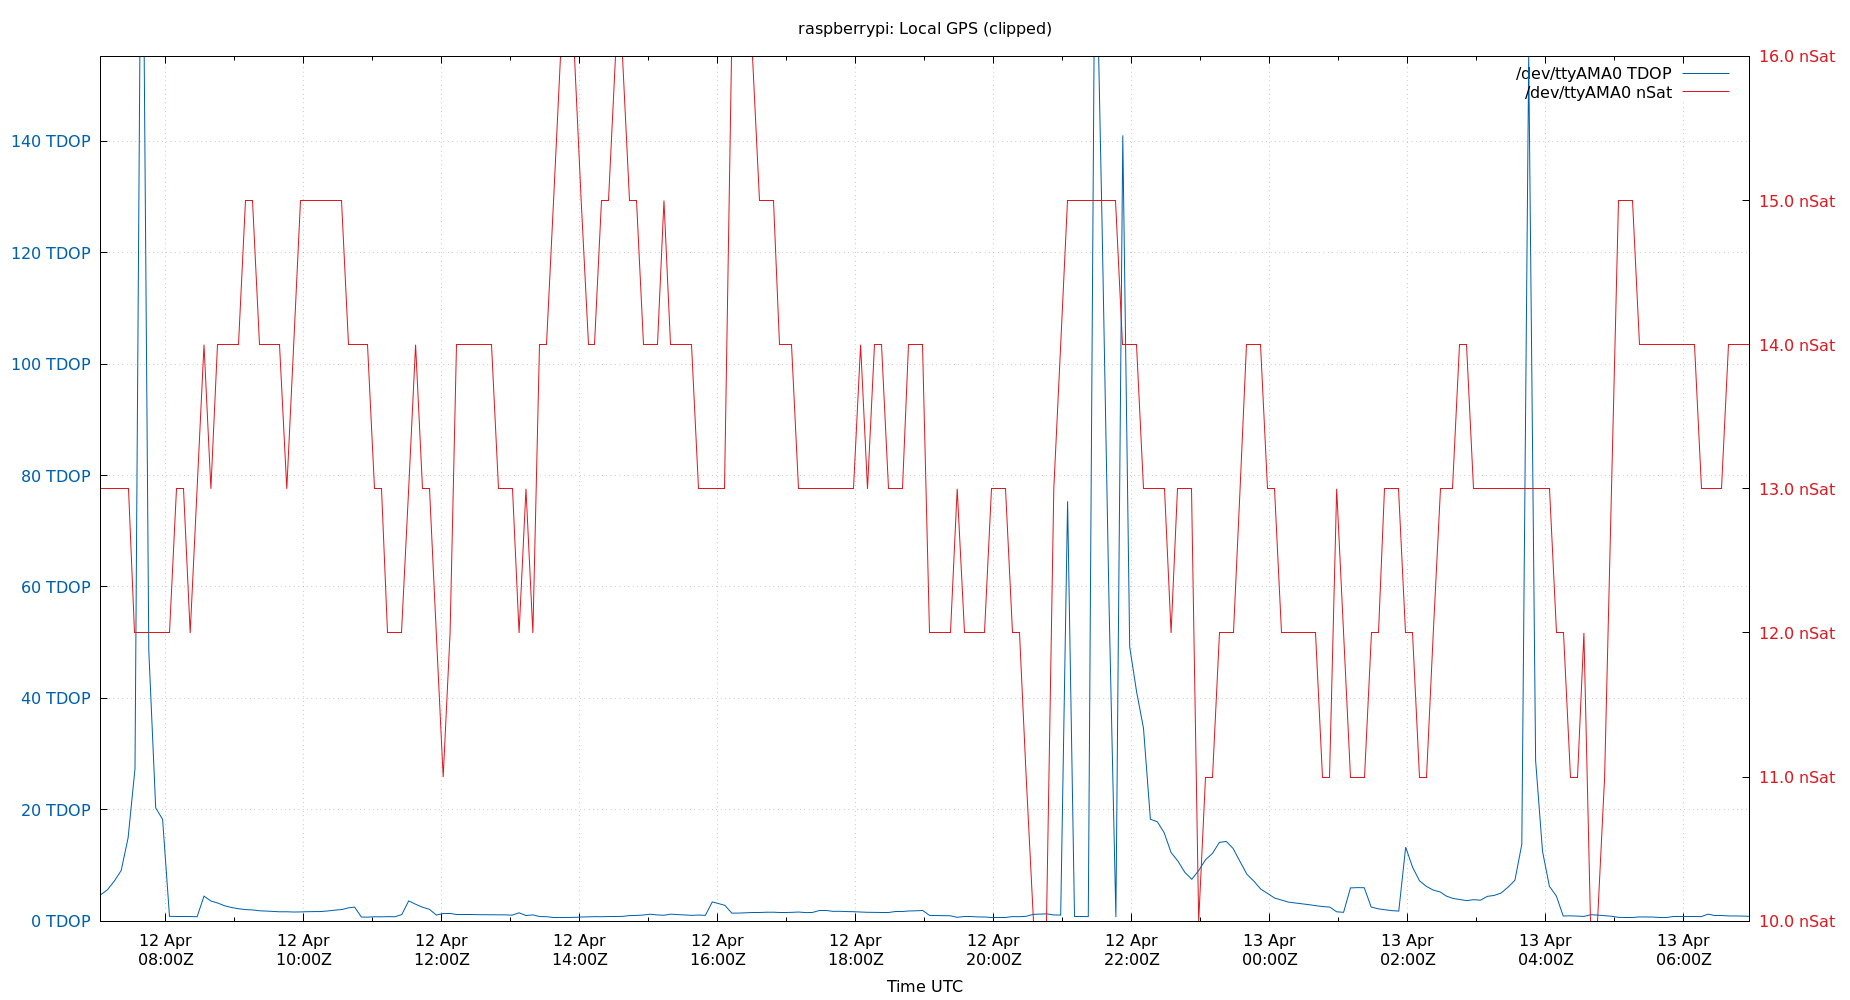 raspberrypi: Local GPS (clipped)
16.0 nSat
/dev/ttyAMA0 TDOP
/dev/ttyAMA0 nSat
140 TDOP
15.0 nSat
120 TDOP
100 TDOP
14.0 nSat
80 TDOP
13.0 nSat
60 TDOP
12.0 nSat
40 TDOP
11.0 nSat
20 TDOP
0 TDOP
10.0 nSat
12 Apr 12 Apr 12 Apr 12 Apr 12 Apr 12 Apr 12 Apr 12 Apr 13 Apr 13 Apr 13 Apr 13 Apr
08:00Z 10:00Z 12:00Z 14:00Z 16:00Z 18:00Z 20:00Z 22:00Z 00:00Z 02:00Z 04:00Z 06:00Z
Time UTC